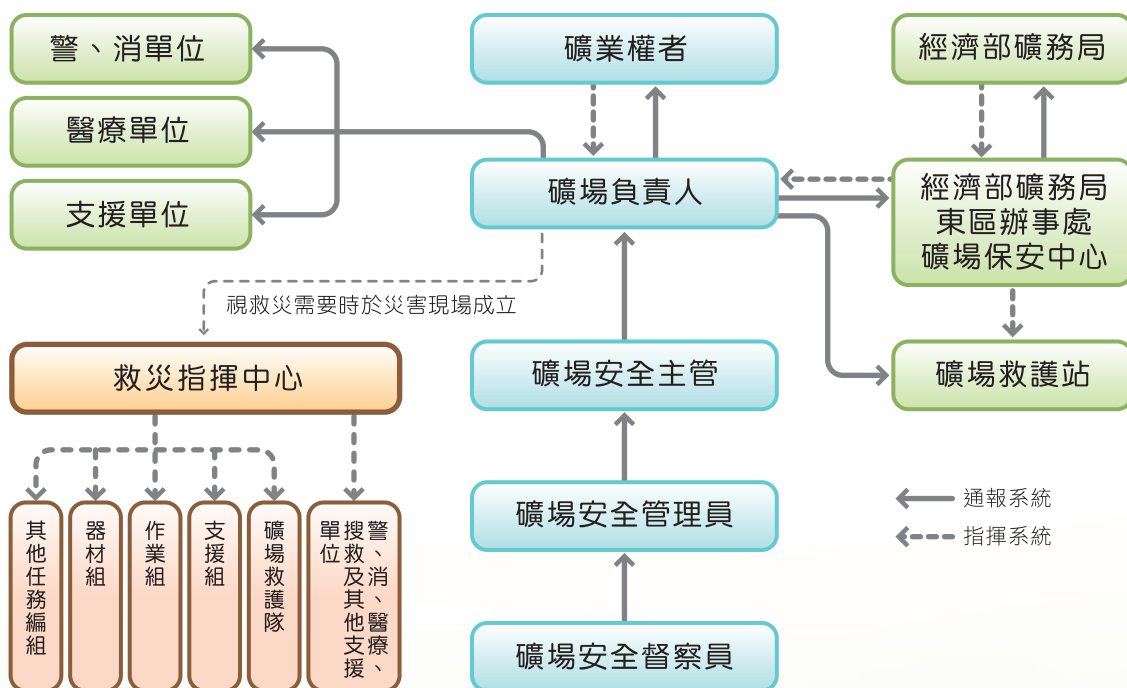 警、消單位
醫療單位
支援單位
礦業權者
經濟部礦務局
礦場負責人
經濟部礦務局
東區辦事處
礦場保安中心
視救災需要時於災害現場成立
救災指揮中心
礦場安全主管
礦場救護站
其他任務編組
器材組
作業組
支援組
礦場救護隊
警、消、醫療、
搜救及其他支援
單位
礦場安全管理員
礦場安全督察員
通報系統
指揮系統